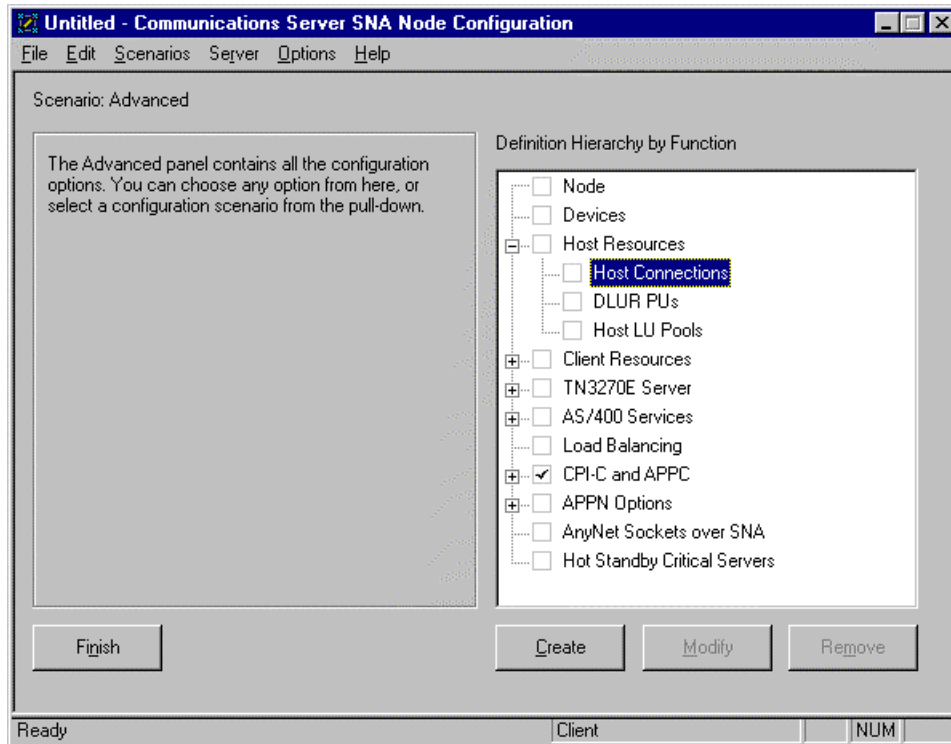 Untitled - Communications Server SNA Node Configuration
File Edit Scenarios Server Options Help
Scenario: Advanced
The Advanced panel contains all the configuration
options. You can choose any option from here, or
select a configuration scenario from the pull-down.
Definition Hierarchy by Function
Node
Devices
Host Resources
Host Connections
DLUR PUs
Host LU Pools
Client Resources
TN3270E Server
AS/400 Services
Load Balancing
CPI-C and APPC
APPN Options
AnyNet Sockets over SNA
Hot Standby Critical Servers
Finish
Create Modify Remove
Ready Client NUM